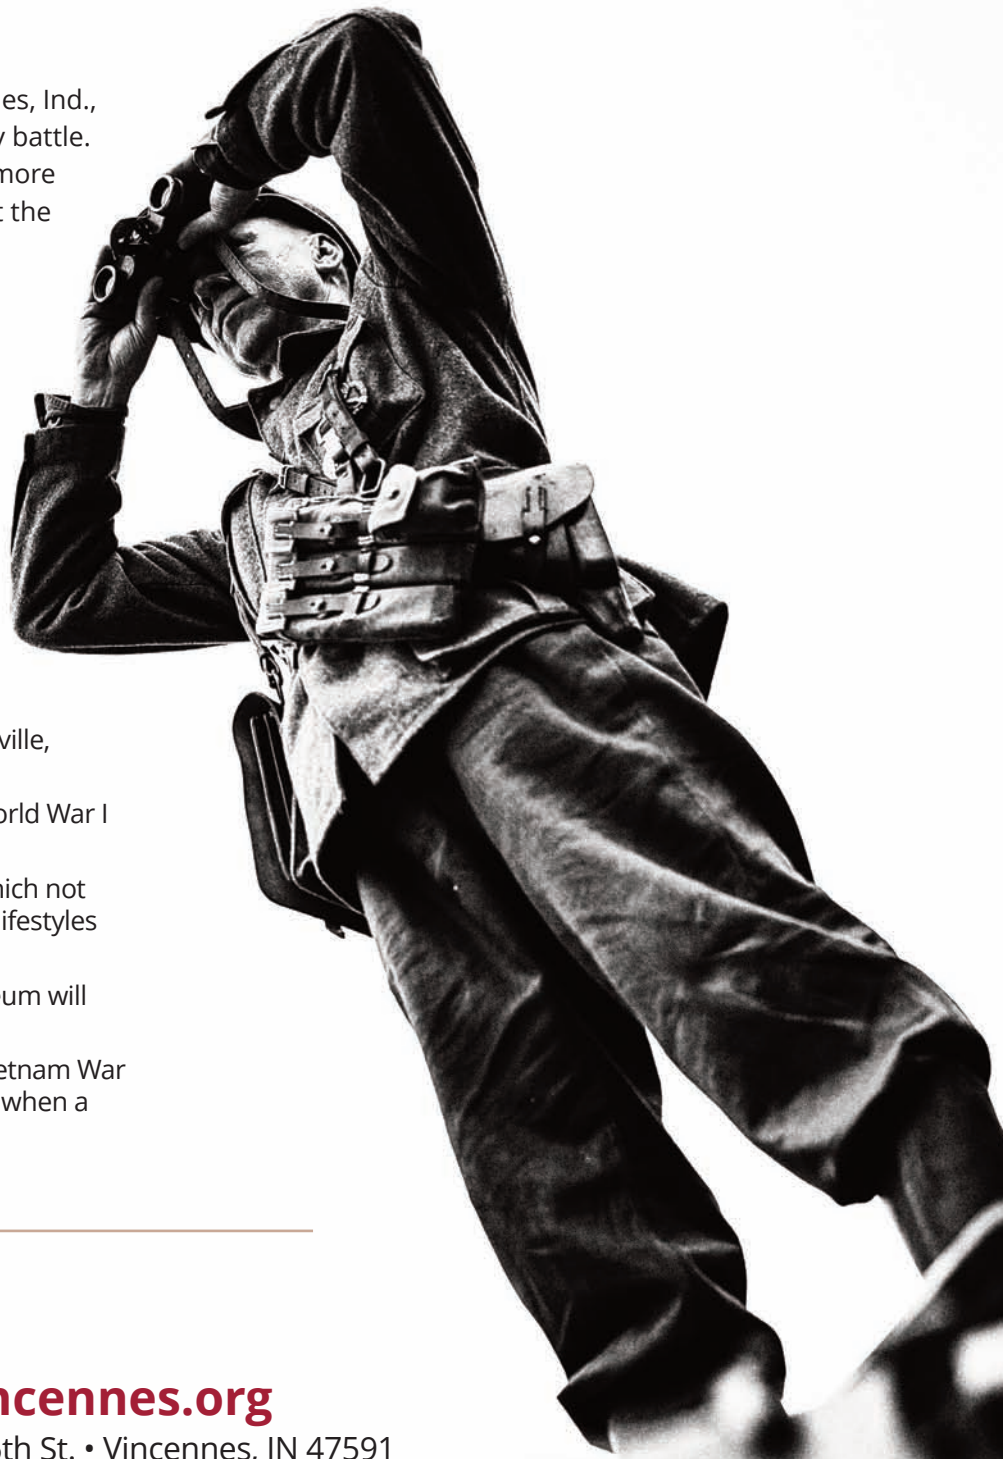 es, Ind.,
battle.
more
t the
ville,
orld War I
hich not
ifestyles
um will
etnam War
when a
ncennes.org
th St. • Vincennes, IN 47591